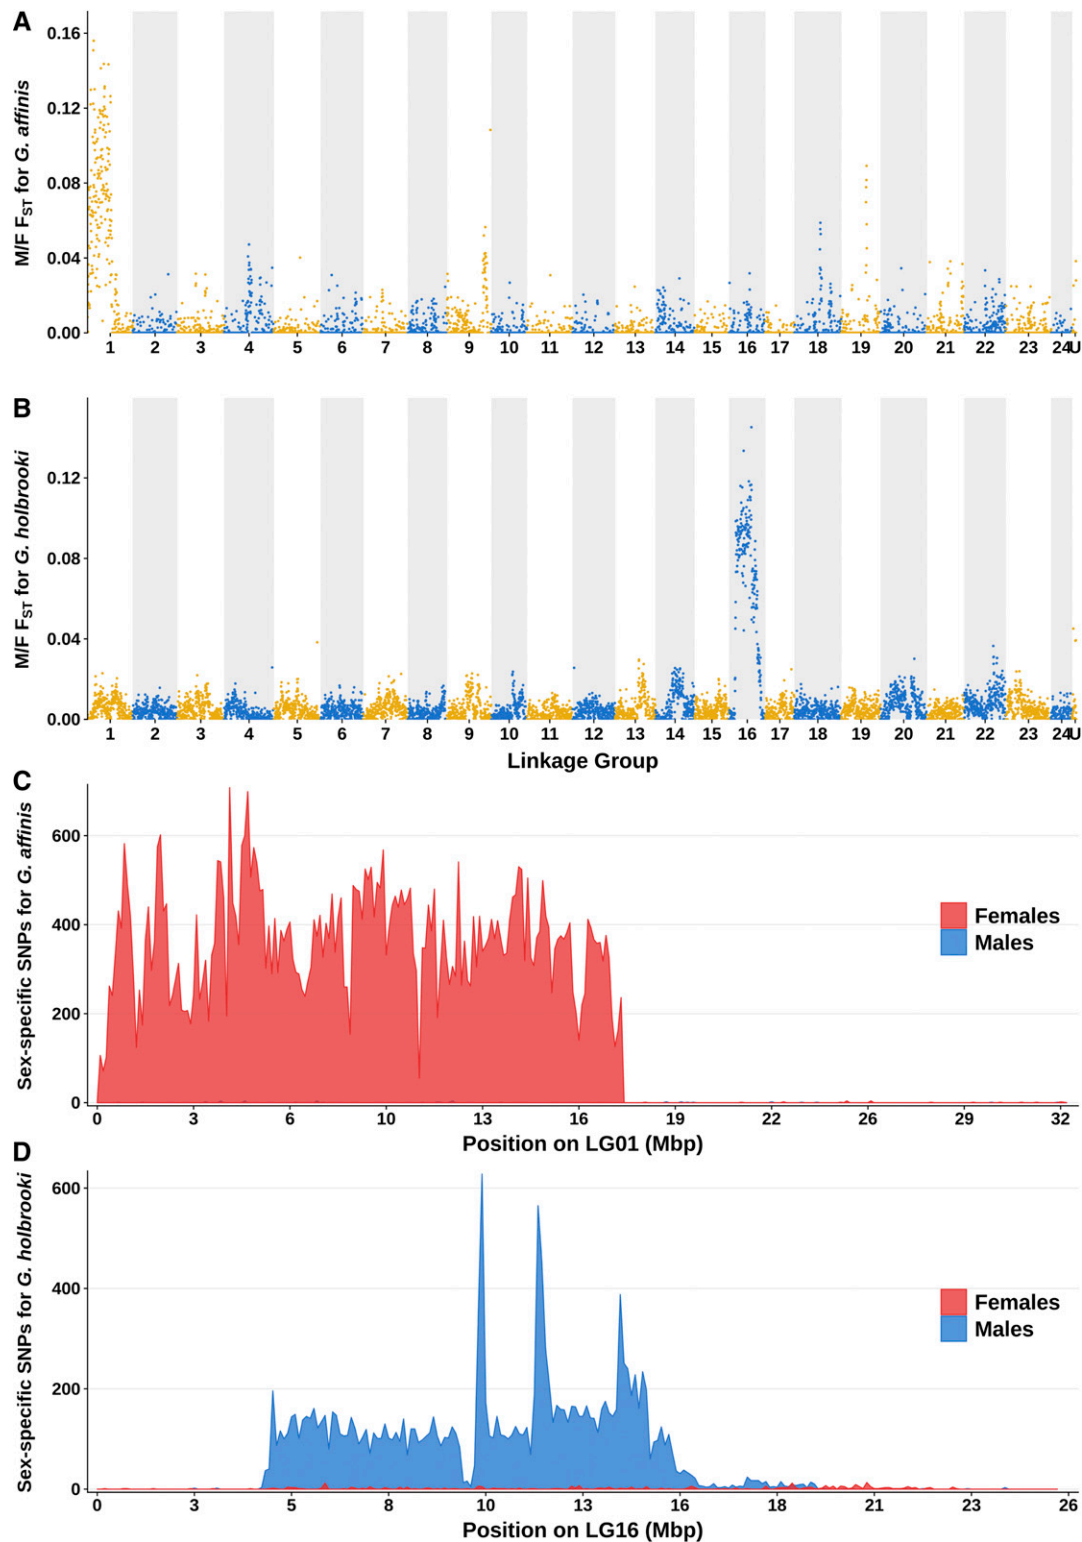 A
M/F FST for G. affinis
0.16
0.12
0.08
0.04
0.00
1 2 3 4 5 6 7 8 9 10 11 12 13 14 15 16 17 18 19 20 21 22 23 24 U
B
M/F FST for G. holbrooki
0.12
0.08
0.04
0.00
1 2 3 4 5 6 7 8 9 10 11 12 13 14 15 16 17 18 19 20 21 22 23 24 U
Linkage Group
C
Sex-specific SNPs for G. affinis
600
400
200
0
Females
Males
0 3 6 10 13 16 19 22 26 29 32
Position on LG01 (Mbp)
D
Sex-specific SNPs for G. holbrooki
600
400
200
0
Females
Males
0 3 5 8 10 13 16 18 21 23 26
Position on LG16 (Mbp)